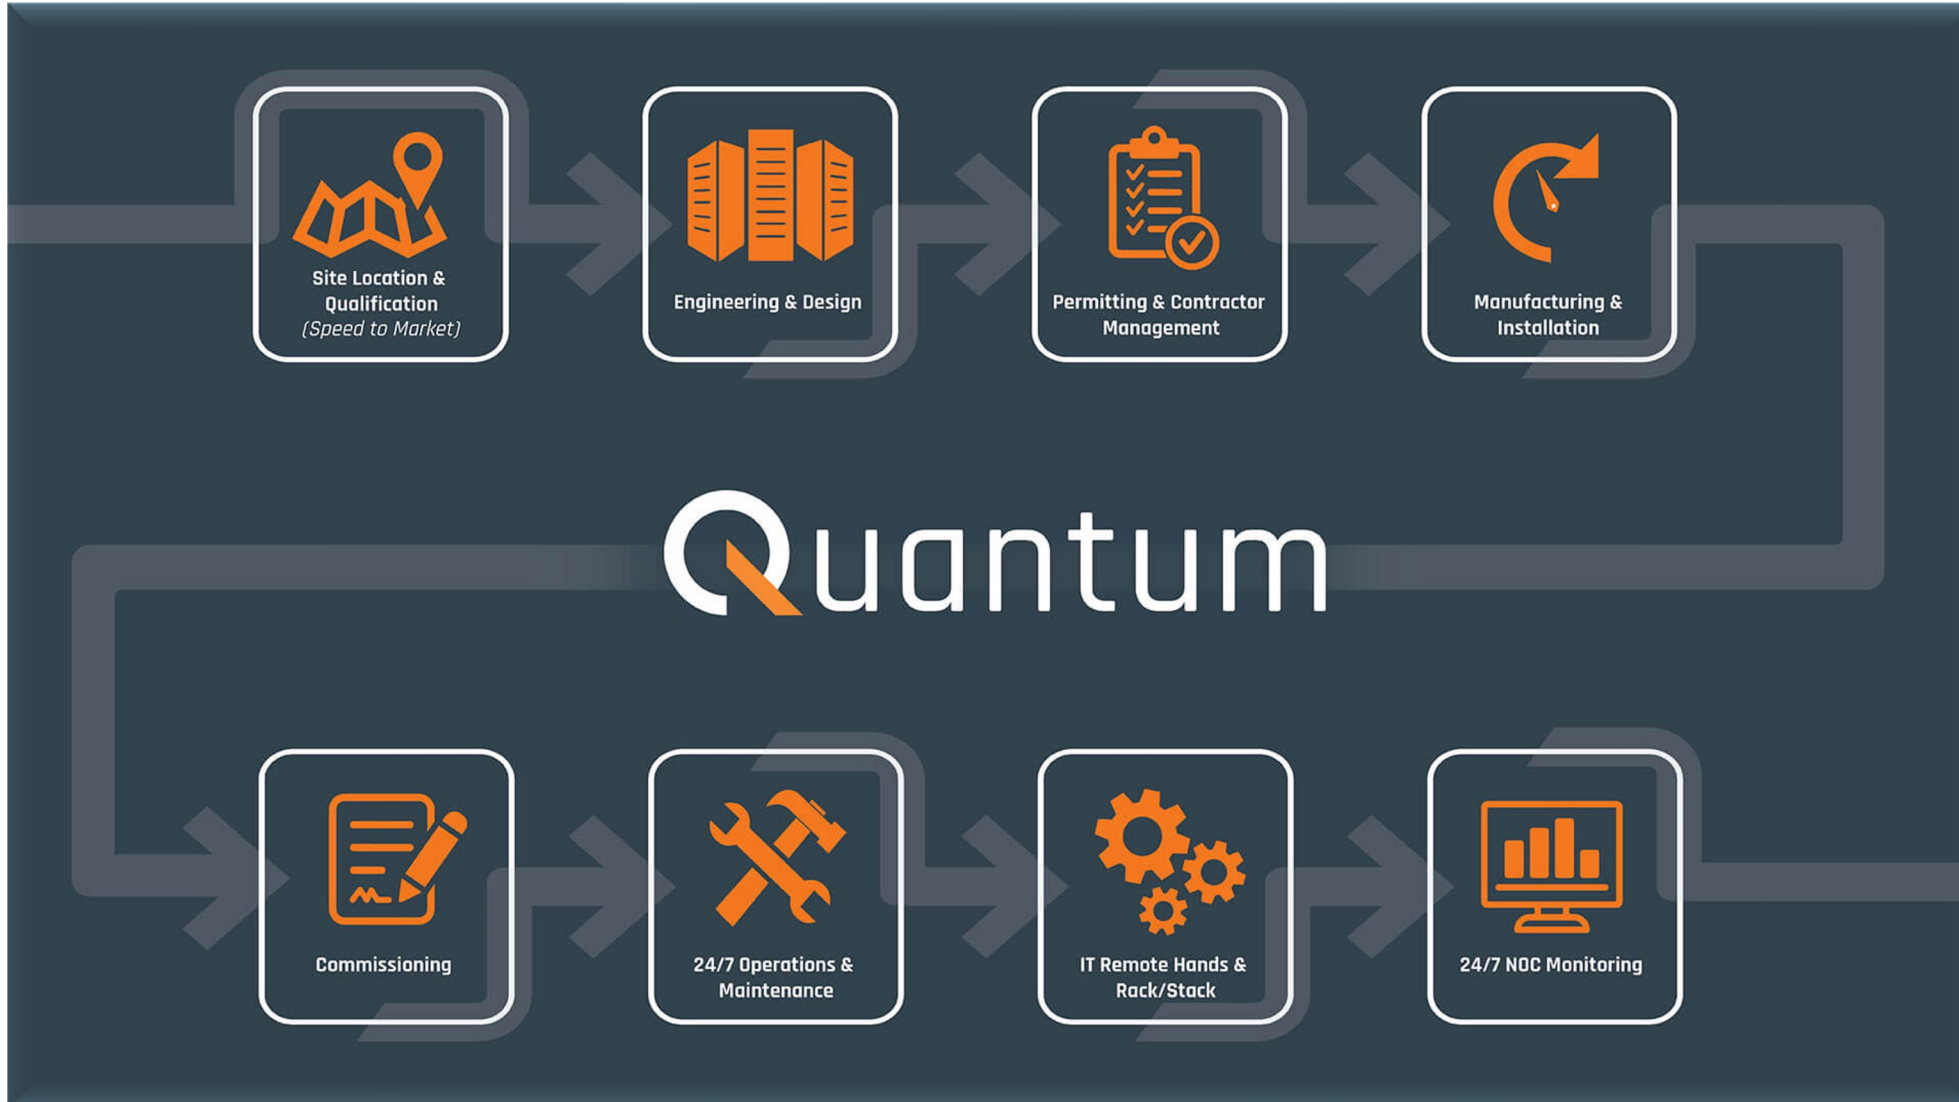 Site Location &
Qualification
(Speed to Market)
Engineering & Design
Permitting & Contractor
Management
Manufacturing &
Installation
Quantum
Commissioning
24/7 Operations &
Maintenance
IT Remote Hands &
Rack/Stack
24/7 NOC Monitoring